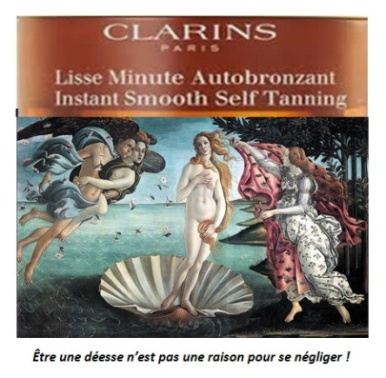 CLARINS
PARIS
Lisse Minute Autobronzant
Instant Smooth Self Tanning
Être une déesse n'est pas une raison pour se négliger !